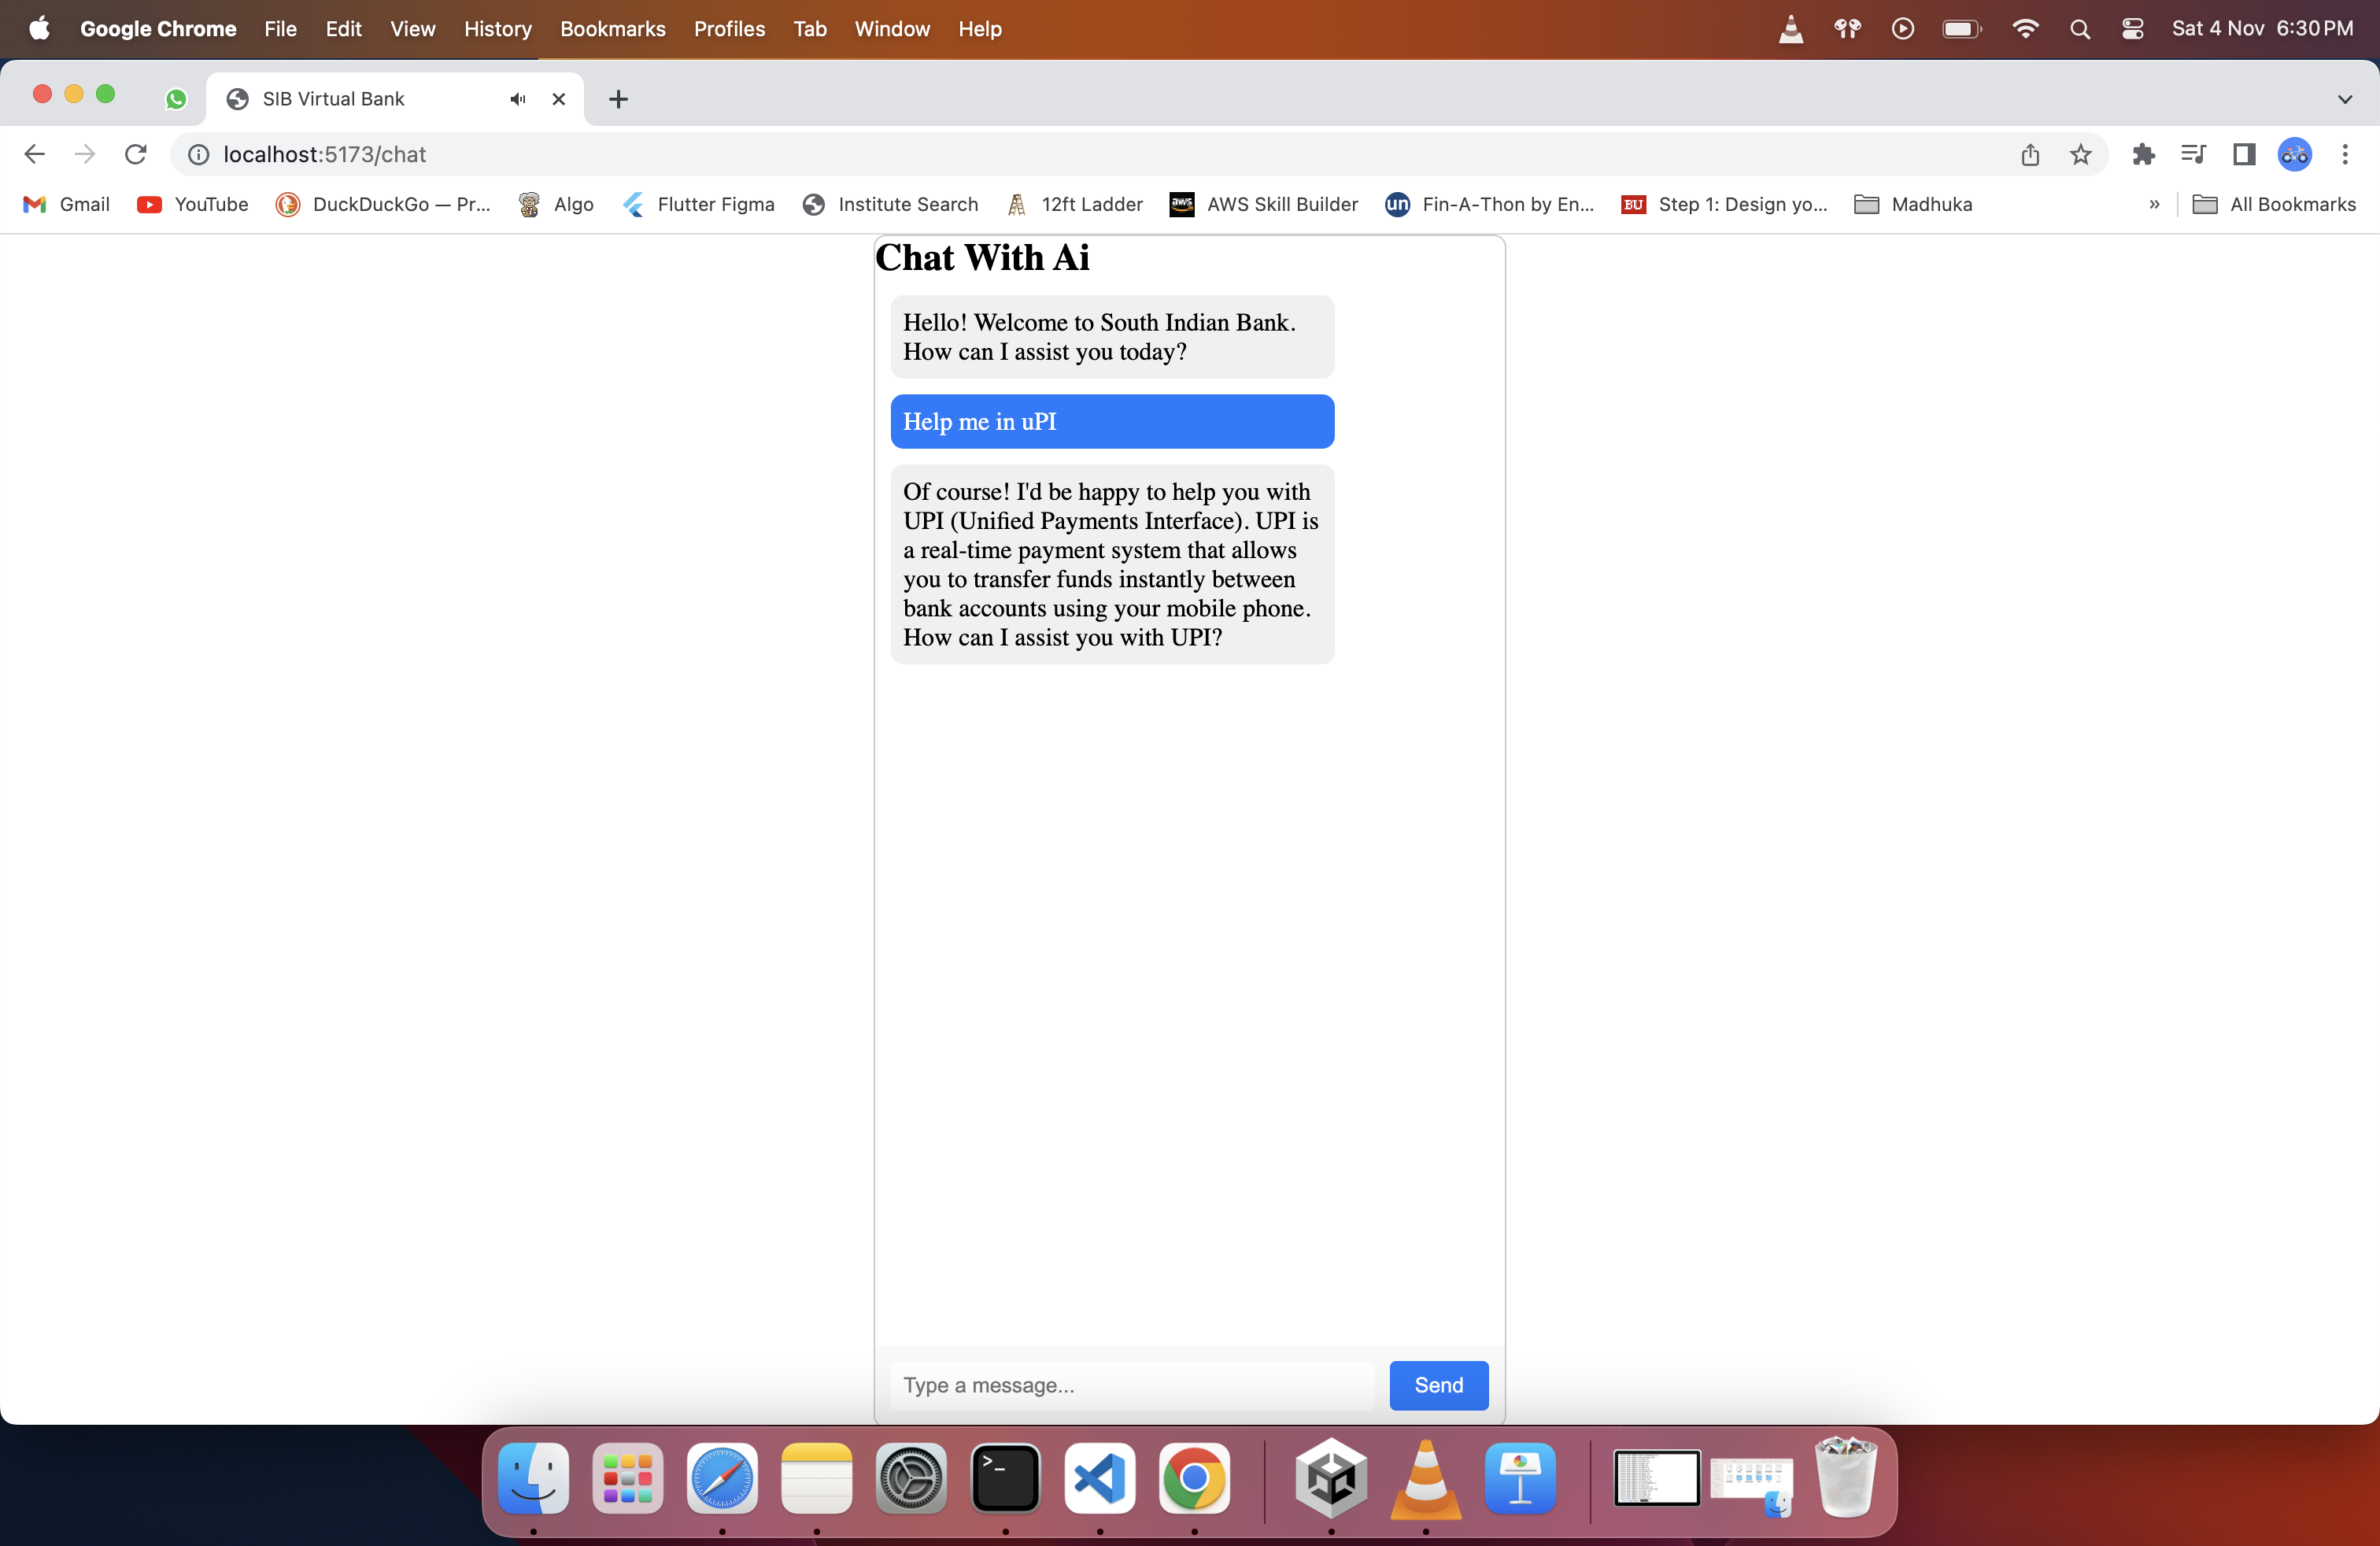 Google Chrome File Edit View History Bookmarks Profiles Tab Window Help Sat 4 Nov 6:30 PM
SIB Virtual Bank
localhost:5173/chat
Gmail YouTube DuckDuckGo — Pr... Algo Flutter Figma Institute Search 12ft Ladder aws AWS Skill Builder un Fin-A-Thon by En... BU Step 1: Design yo... Madhuka » All Bookmarks
Chat With Ai
Hello! Welcome to South Indian Bank.
How can I assist you today?
Help me in uPI
Of course! I'd be happy to help you with
UPI (Unified Payments Interface). UPI is
a real-time payment system that allows
you to transfer funds instantly between
bank accounts using your mobile phone.
How can I assist you with UPI?
Type a message... Send
>_